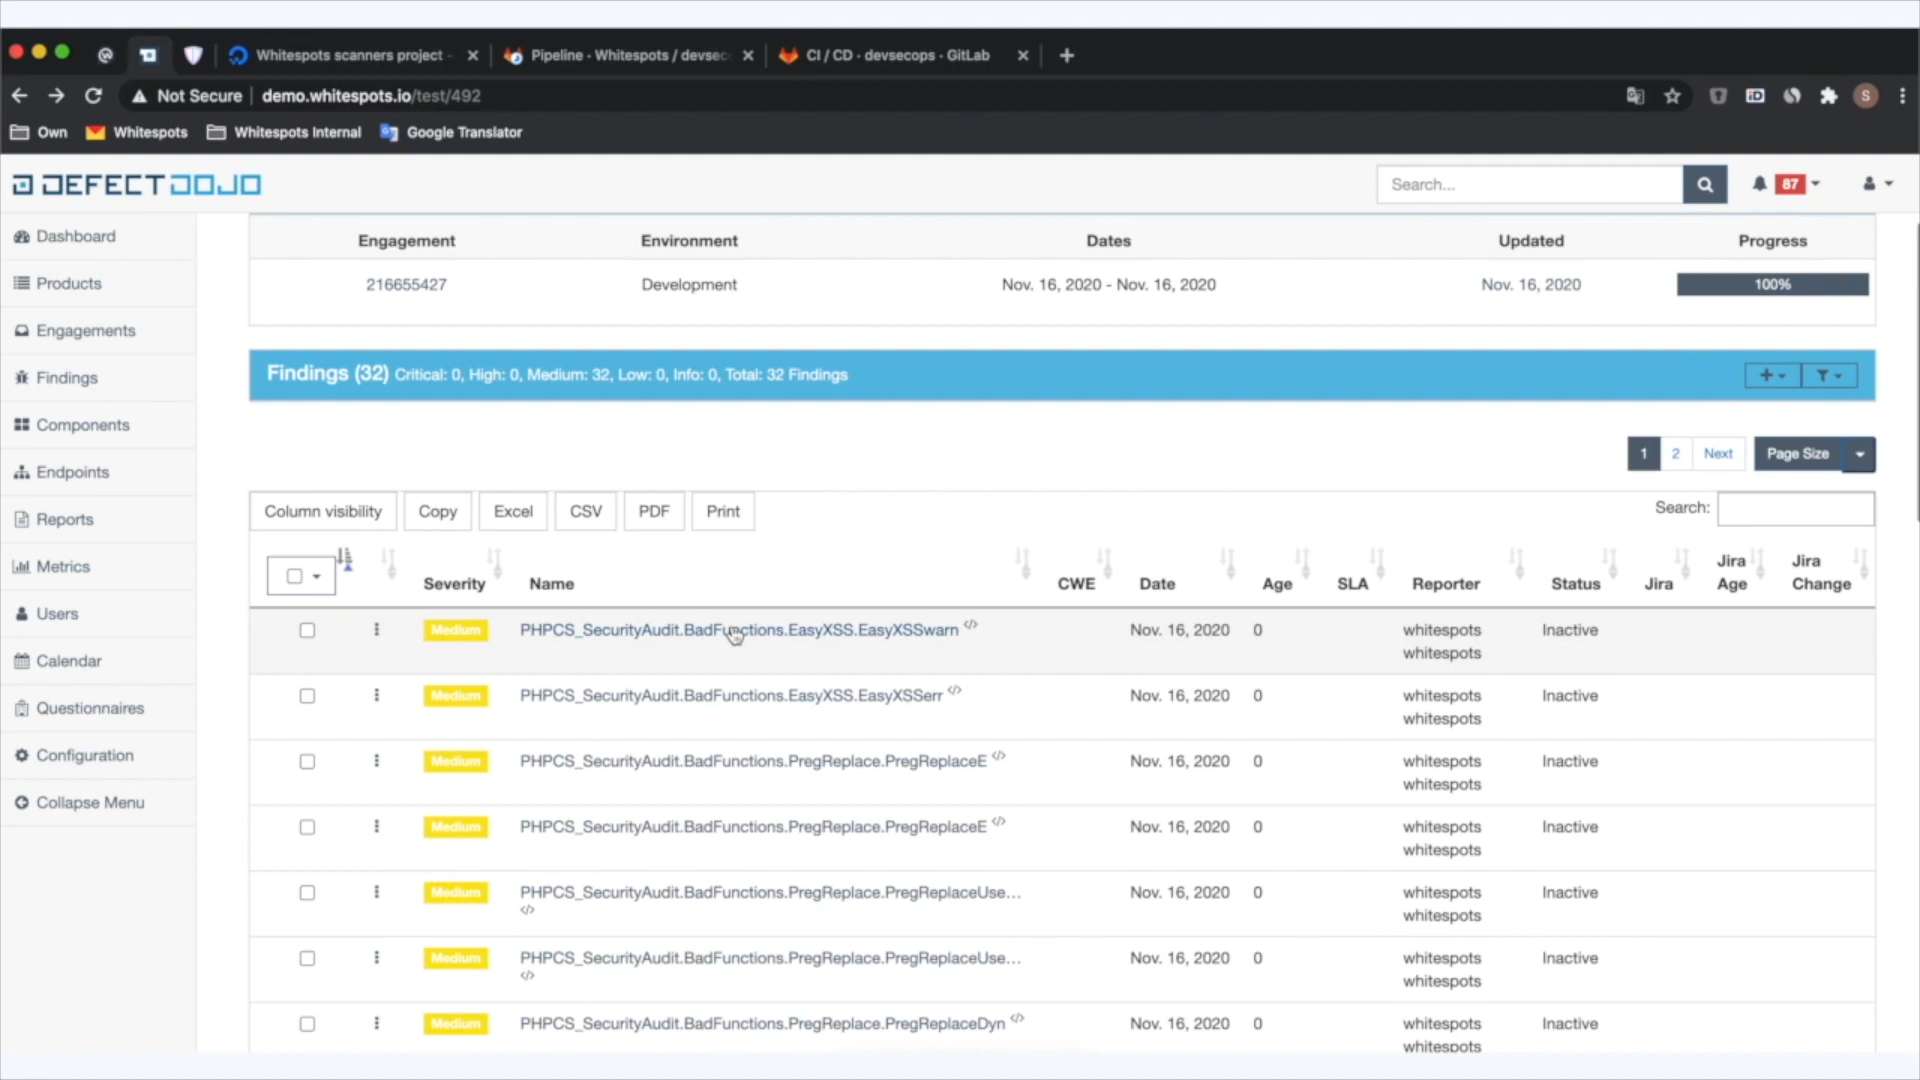 Whitespots scanners project -
Pipeline - Whitespots / devsec
CI / CD - devsecops - GitLab
Not Secure
demo.whitespots.io/test/492
S
Own
Whitespots
Whitespots Internal
Google Translator
DEFECTDOJO
Search...
87
Dashboard
Products
Engagements
Findings
Components
Endpoints
Reports
Metrics
Users
Calendar
Questionnaires
Configuration
Collapse Menu
Engagement Environment Dates Updated Progress
216655427 Development Nov. 16, 2020 - Nov. 16, 2020 Nov. 16, 2020 100%
Findings (32) Critical: 0, High: 0, Medium: 32, Low: 0, Info: 0, Total: 32 Findings
1 2 Next Page Size
Column visibility Copy Excel CSV PDF Print Search:
Severity Name CWE Date Age SLA Reporter Status Jira Jira Age Jira Change
Medium PHPCS_SecurityAudit.BadFunctions.EasyXSS.EasyXSSwarn </> Nov. 16, 2020 0 whitespots whitespots Inactive
Medium PHPCS_SecurityAudit.BadFunctions.EasyXSS.EasyXSSerr </> Nov. 16, 2020 0 whitespots whitespots Inactive
Medium PHPCS_SecurityAudit.BadFunctions.PregReplace.PregReplaceE </> Nov. 16, 2020 0 whitespots whitespots Inactive
Medium PHPCS_SecurityAudit.BadFunctions.PregReplace.PregReplaceE </> Nov. 16, 2020 0 whitespots whitespots Inactive
Medium PHPCS_SecurityAudit.BadFunctions.PregReplace.PregReplaceUse... </> Nov. 16, 2020 0 whitespots whitespots Inactive
Medium PHPCS_SecurityAudit.BadFunctions.PregReplace.PregReplaceUse... </> Nov. 16, 2020 0 whitespots whitespots Inactive
Medium PHPCS_SecurityAudit.BadFunctions.PregReplace.PregReplaceDyn </> Nov. 16, 2020 0 whitespots whitespots Inactive